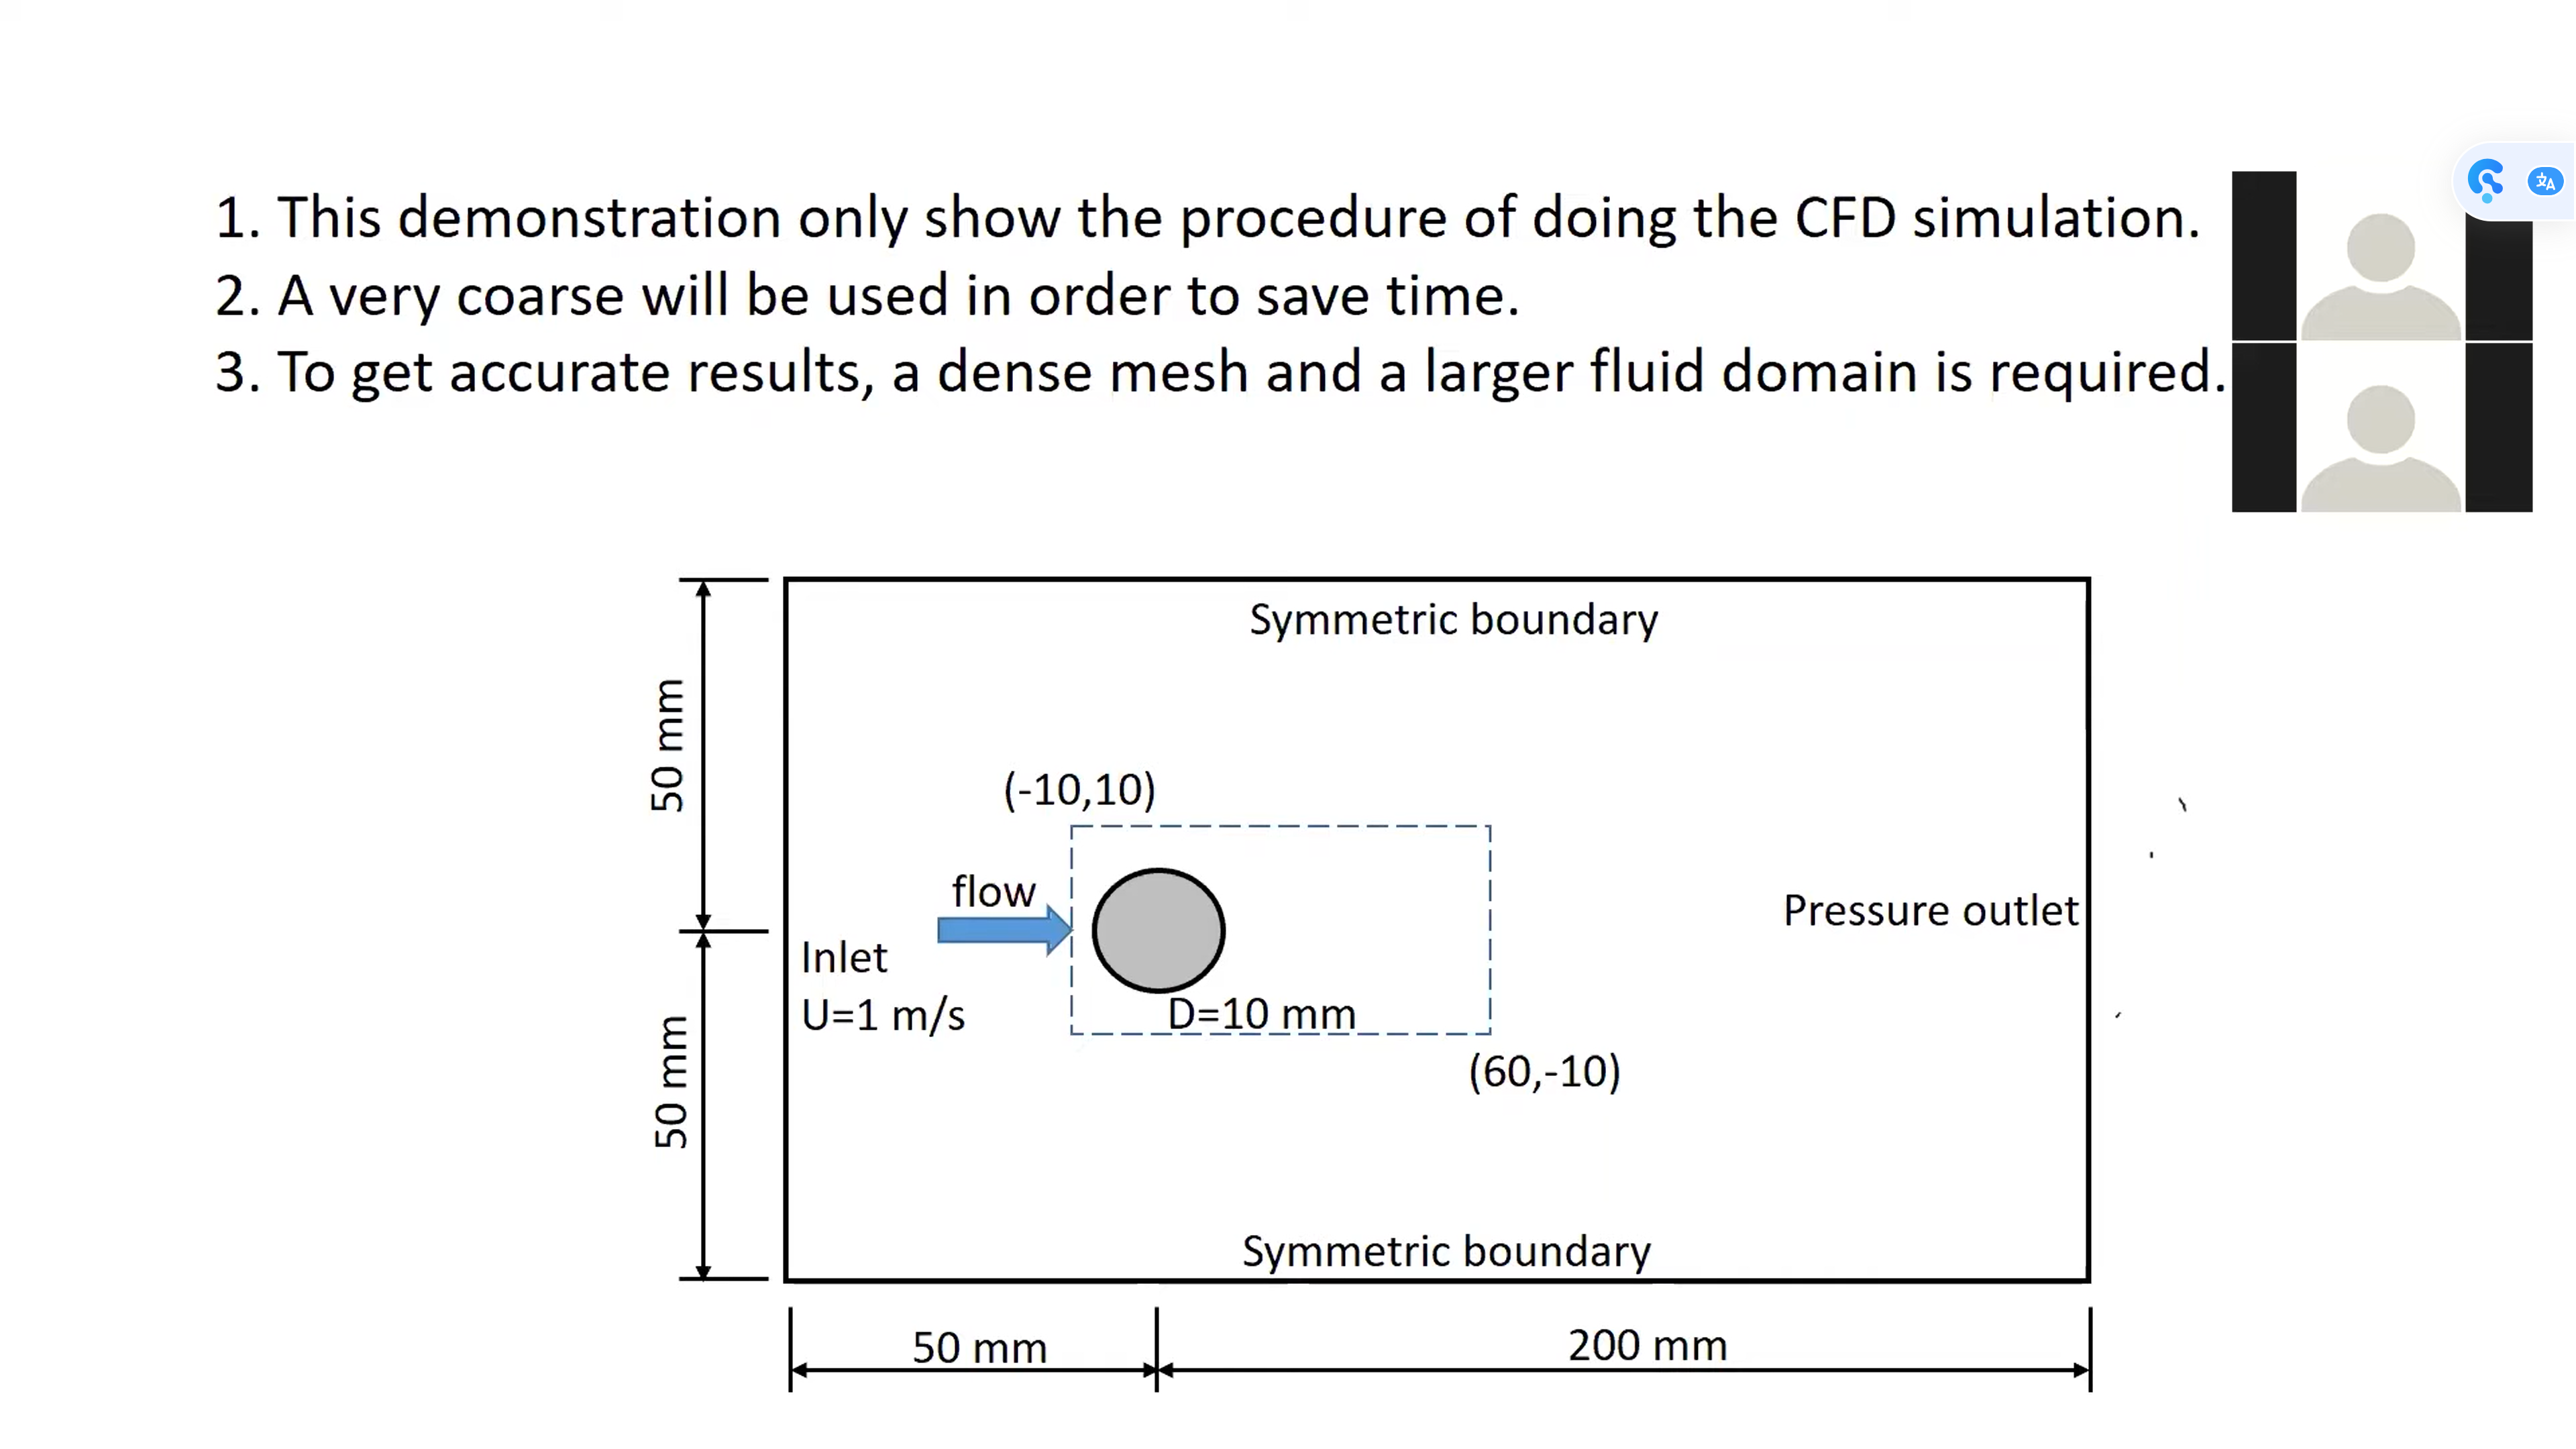 1. This demonstration only show the procedure of doing the CFD simulation.
2. A very coarse will be used in order to save time.
3. To get accurate results, a dense mesh and a larger fluid domain is required.
Symmetric boundary
50 mm
(-10,10)
flow
Pressure outlet
Inlet
U=1 m/s
D=10 mm
(60,-10)
50 mm
Symmetric boundary
50 mm
200 mm